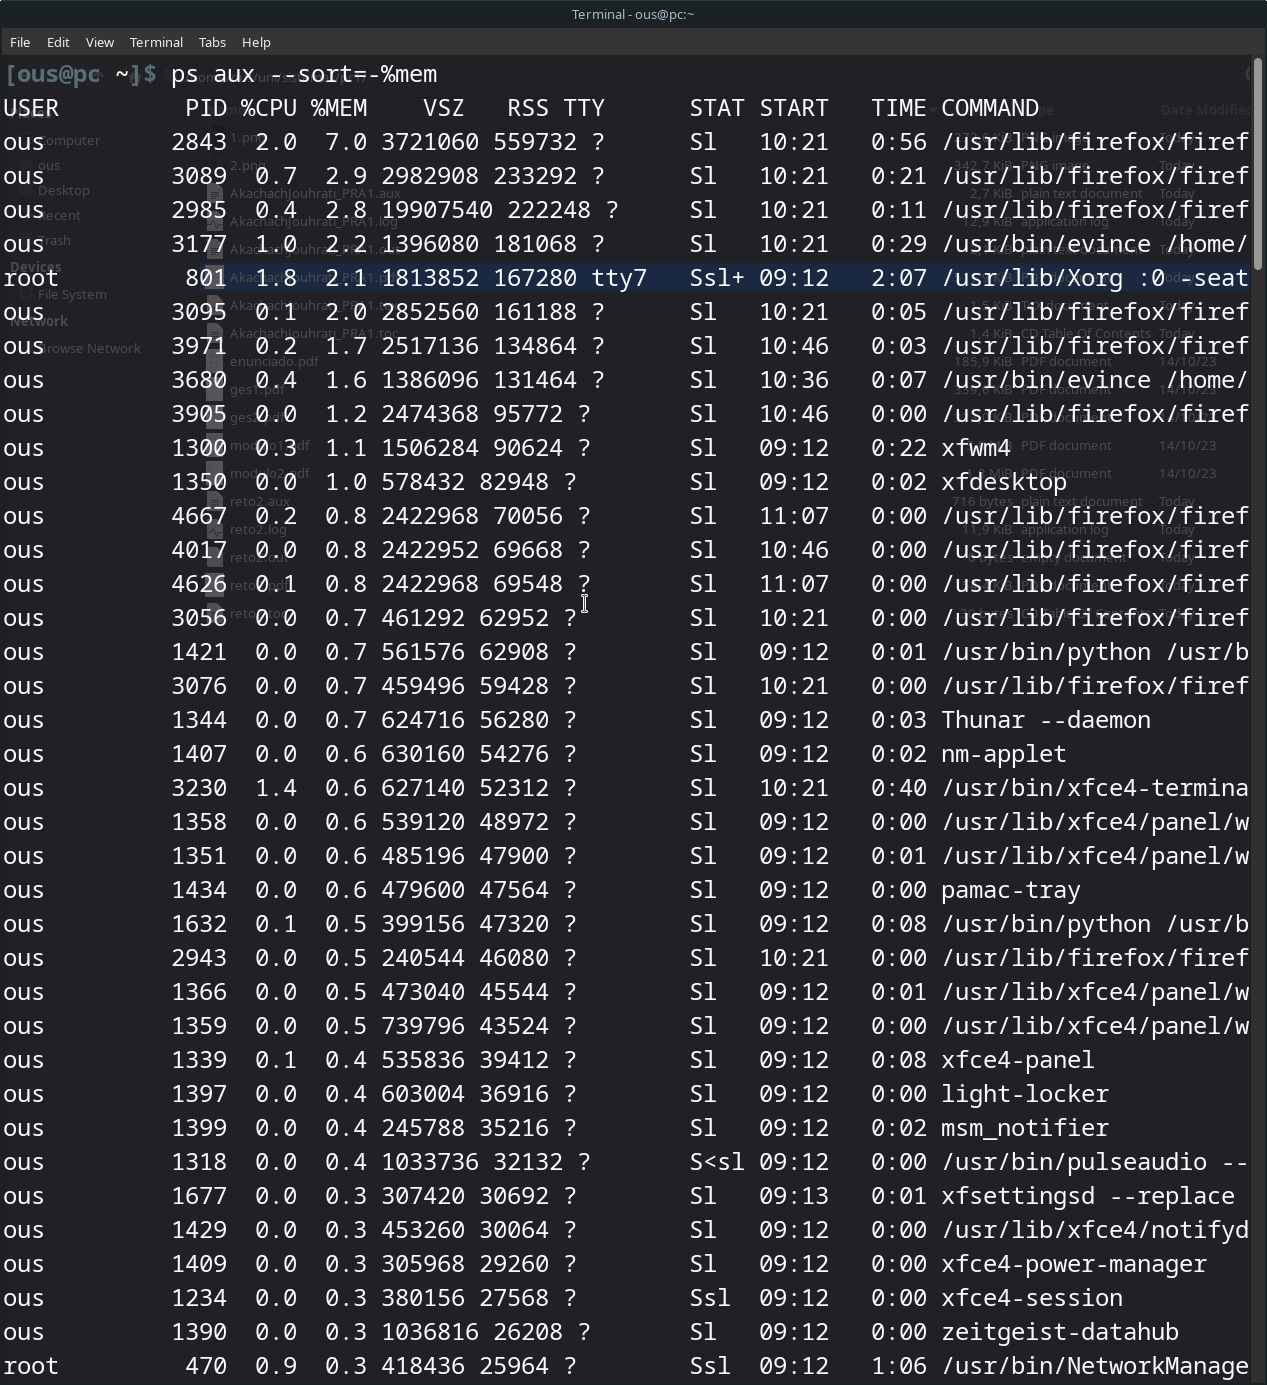 Terminal - ous@pc:~
File Edit View Terminal Tabs Help
[ous@pc ~]$ ps aux --sort=-%mem
USER         PID %CPU %MEM    VSZ   RSS TTY      STAT START   TIME COMMAND
ous         2843  2.0  7.0 3721060 559732 ?      Sl   10:21   0:56 /usr/lib/firefox/firef
ous         3089  0.7  2.9 2982908 233292 ?      Sl   10:21   0:21 /usr/lib/firefox/firef
ous         2985  0.4  2.8 19907540 222248 ?     Sl   10:21   0:11 /usr/lib/firefox/firef
ous         3177  1.0  2.2 1396080 181068 ?      Sl   10:21   0:29 /usr/bin/evince /home/
root         801  1.8  2.1 1813852 167280 tty7   Ssl+ 09:12   2:07 /usr/lib/Xorg :0 -seat
ous         3095  0.1  2.0 2852560 161188 ?      Sl   10:21   0:05 /usr/lib/firefox/firef
ous         3971  0.2  1.7 2517136 134864 ?      Sl   10:46   0:03 /usr/lib/firefox/firef
ous         3680  0.4  1.6 1386096 131464 ?      Sl   10:36   0:07 /usr/bin/evince /home/
ous         3905  0.0  1.2 2474368 95772 ?       Sl   10:46   0:00 /usr/lib/firefox/firef
ous         1300  0.3  1.1 1506284 90624 ?       Sl   09:12   0:22 xfwm4
ous         1350  0.0  1.0 578432 82948 ?        Sl   09:12   0:02 xfdesktop
ous         4667  0.2  0.8 2422968 70056 ?       Sl   11:07   0:00 /usr/lib/firefox/firef
ous         4017  0.0  0.8 2422952 69668 ?       Sl   10:46   0:00 /usr/lib/firefox/firef
ous         4626  0.1  0.8 2422968 69548 ?       Sl   11:07   0:00 /usr/lib/firefox/firef
ous         3056  0.0  0.7 461292 62952 ?        Sl   10:21   0:00 /usr/lib/firefox/firef
ous         1421  0.0  0.7 561576 62908 ?        Sl   09:12   0:01 /usr/bin/python /usr/b
ous         3076  0.0  0.7 459496 59428 ?        Sl   10:21   0:00 /usr/lib/firefox/firef
ous         1344  0.0  0.7 624716 56280 ?        Sl   09:12   0:03 Thunar --daemon
ous         1407  0.0  0.6 630160 54276 ?        Sl   09:12   0:02 nm-applet
ous         3230  1.4  0.6 627140 52312 ?        Sl   10:21   0:40 /usr/bin/xfce4-termina
ous         1358  0.0  0.6 539120 48972 ?        Sl   09:12   0:00 /usr/lib/xfce4/panel/w
ous         1351  0.0  0.6 485196 47900 ?        Sl   09:12   0:01 /usr/lib/xfce4/panel/w
ous         1434  0.0  0.6 479600 47564 ?        Sl   09:12   0:00 pamac-tray
ous         1632  0.1  0.5 399156 47320 ?        Sl   09:12   0:08 /usr/bin/python /usr/b
ous         2943  0.0  0.5 240544 46080 ?        Sl   10:21   0:00 /usr/lib/firefox/firef
ous         1366  0.0  0.5 473040 45544 ?        Sl   09:12   0:01 /usr/lib/xfce4/panel/w
ous         1359  0.0  0.5 739796 43524 ?        Sl   09:12   0:00 /usr/lib/xfce4/panel/w
ous         1339  0.1  0.4 535836 39412 ?        Sl   09:12   0:08 xfce4-panel
ous         1397  0.0  0.4 603004 36916 ?        Sl   09:12   0:00 light-locker
ous         1399  0.0  0.4 245788 35216 ?        Sl   09:12   0:02 msm_notifier
ous         1318  0.0  0.4 1033736 32132 ?       S<sl 09:12   0:00 /usr/bin/pulseaudio --
ous         1677  0.0  0.3 307420 30692 ?        Sl   09:13   0:01 xfsettingsd --replace
ous         1429  0.0  0.3 453260 30064 ?        Sl   09:12   0:00 /usr/lib/xfce4/notifyd
ous         1409  0.0  0.3 305968 29260 ?        Sl   09:12   0:00 xfce4-power-manager
ous         1234  0.0  0.3 380156 27568 ?        Ssl  09:12   0:00 xfce4-session
ous         1390  0.0  0.3 1036816 26208 ?       Sl   09:12   0:00 zeitgeist-datahub
root         470  0.9  0.3 418436 25964 ?        Ssl  09:12   1:06 /usr/bin/NetworkManage